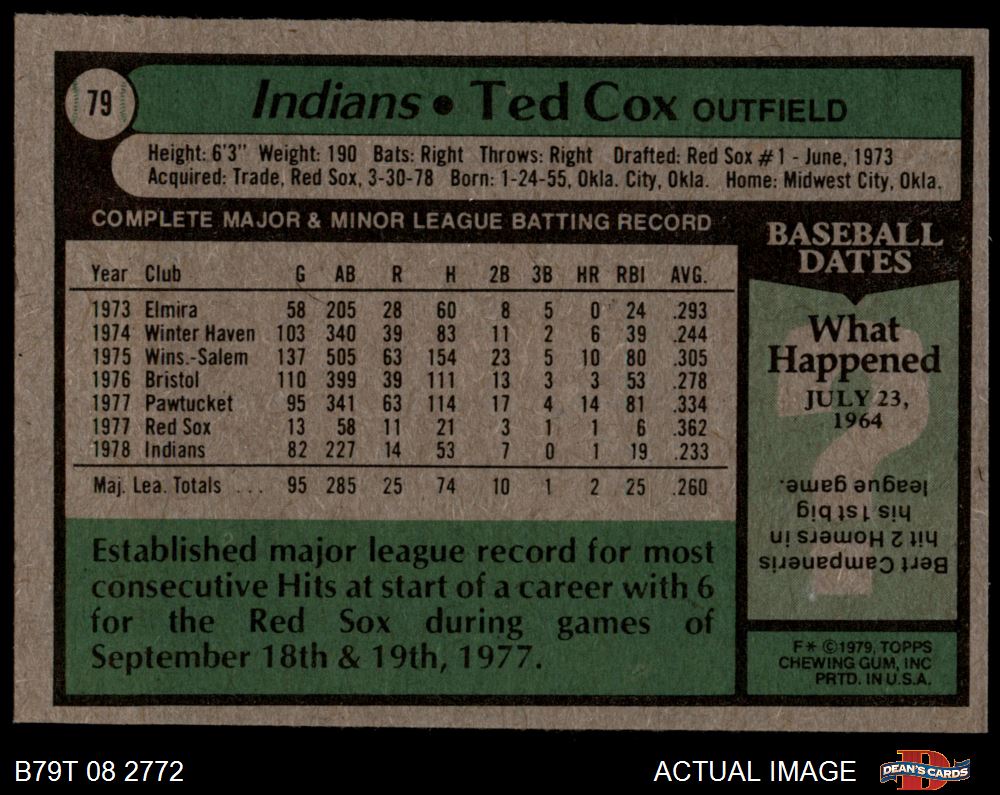 79
Indians • Ted Cox OUTFIELD
Height: 6'3" Weight: 190 Bats: Right Throws: Right Drafted: Red Sox #1 - June, 1973
Acquired: Trade, Red Sox, 3-30-78 Born: 1-24-55, Okla. City, Okla. Home: Midwest City, Okla.
COMPLETE MAJOR & MINOR LEAGUE BATTING RECORD
Year Club G AB R H 2B 3B HR RBI AVG.
1973 Elmira 58 205 28 60 8 5 0 24 .293
1974 Winter Haven 103 340 39 83 11 2 6 39 .244
1975 Wins.-Salem 137 505 63 154 23 5 10 80 .305
1976 Bristol 110 399 39 111 13 3 3 53 .278
1977 Pawtucket 95 341 63 114 17 4 14 81 .334
1977 Red Sox 13 58 11 21 3 1 1 6 .362
1978 Indians 82 227 14 53 7 0 1 19 .233
Maj. Lea. Totals ... 95 285 25 74 10 1 2 25 .260
Established major league record for most
consecutive Hits at start of a career with 6
for the Red Sox during games of
September 18th & 19th, 1977.
BASEBALL
DATES
What
Happened
JULY 23,
1964
?
Bert Campaneris
hit 2 Homers in
his 1st big
league game.
F* ©1979, TOPPS
CHEWING GUM, INC
PRTD. IN U.S.A.
B79T 08 2772
ACTUAL IMAGE
D
DEAN'S CARDS